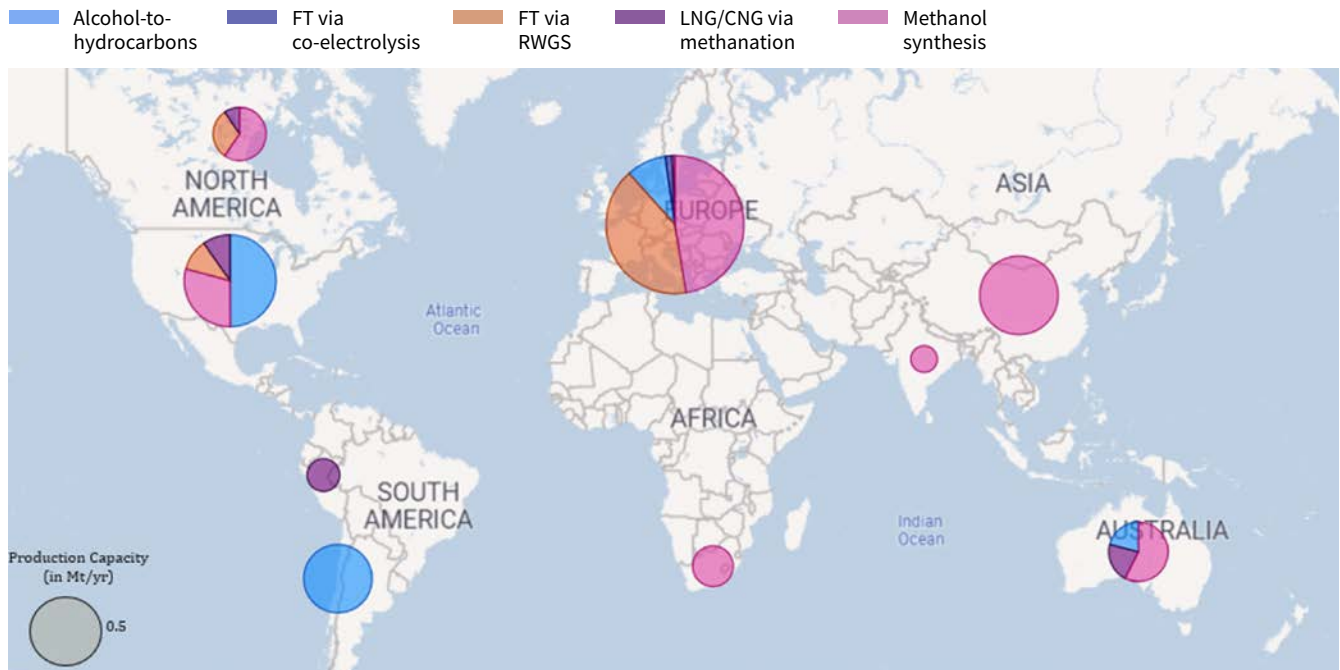 Alcohol-to-
hydrocarbons
FT via
co-electrolysis
FT via
RWGS
LNG/CNG via
methanation
Methanol
synthesis
NORTH
AMERICA
EUROPE
ASIA
Atlantic
Ocean
AFRICA
SOUTH
AMERICA
Indian
Ocean
AUSTRALIA
Production Capacity
(in Mt/yr)
0.5